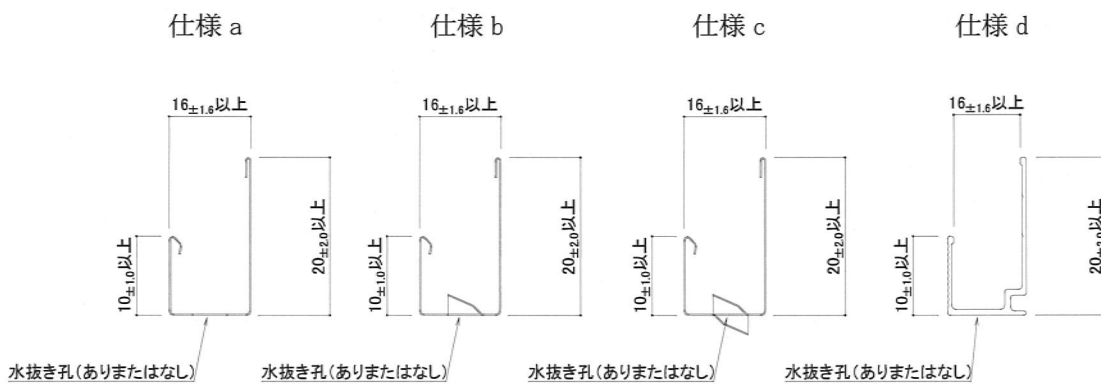 仕様 a
仕様 b
仕様 c
仕様 d
16±1.6以上
16±1.6以上
16±1.6以上
16±1.6以上
10±1.0以上
20±2.0以上
10±1.0以上
20±2.0以上
10±1.0以上
20±2.0以上
10±1.0以上
20±2.0以上
水抜き孔(ありまたはなし)
水抜き孔(ありまたはなし)
水抜き孔(ありまたはなし)
水抜き孔(ありまたはなし)